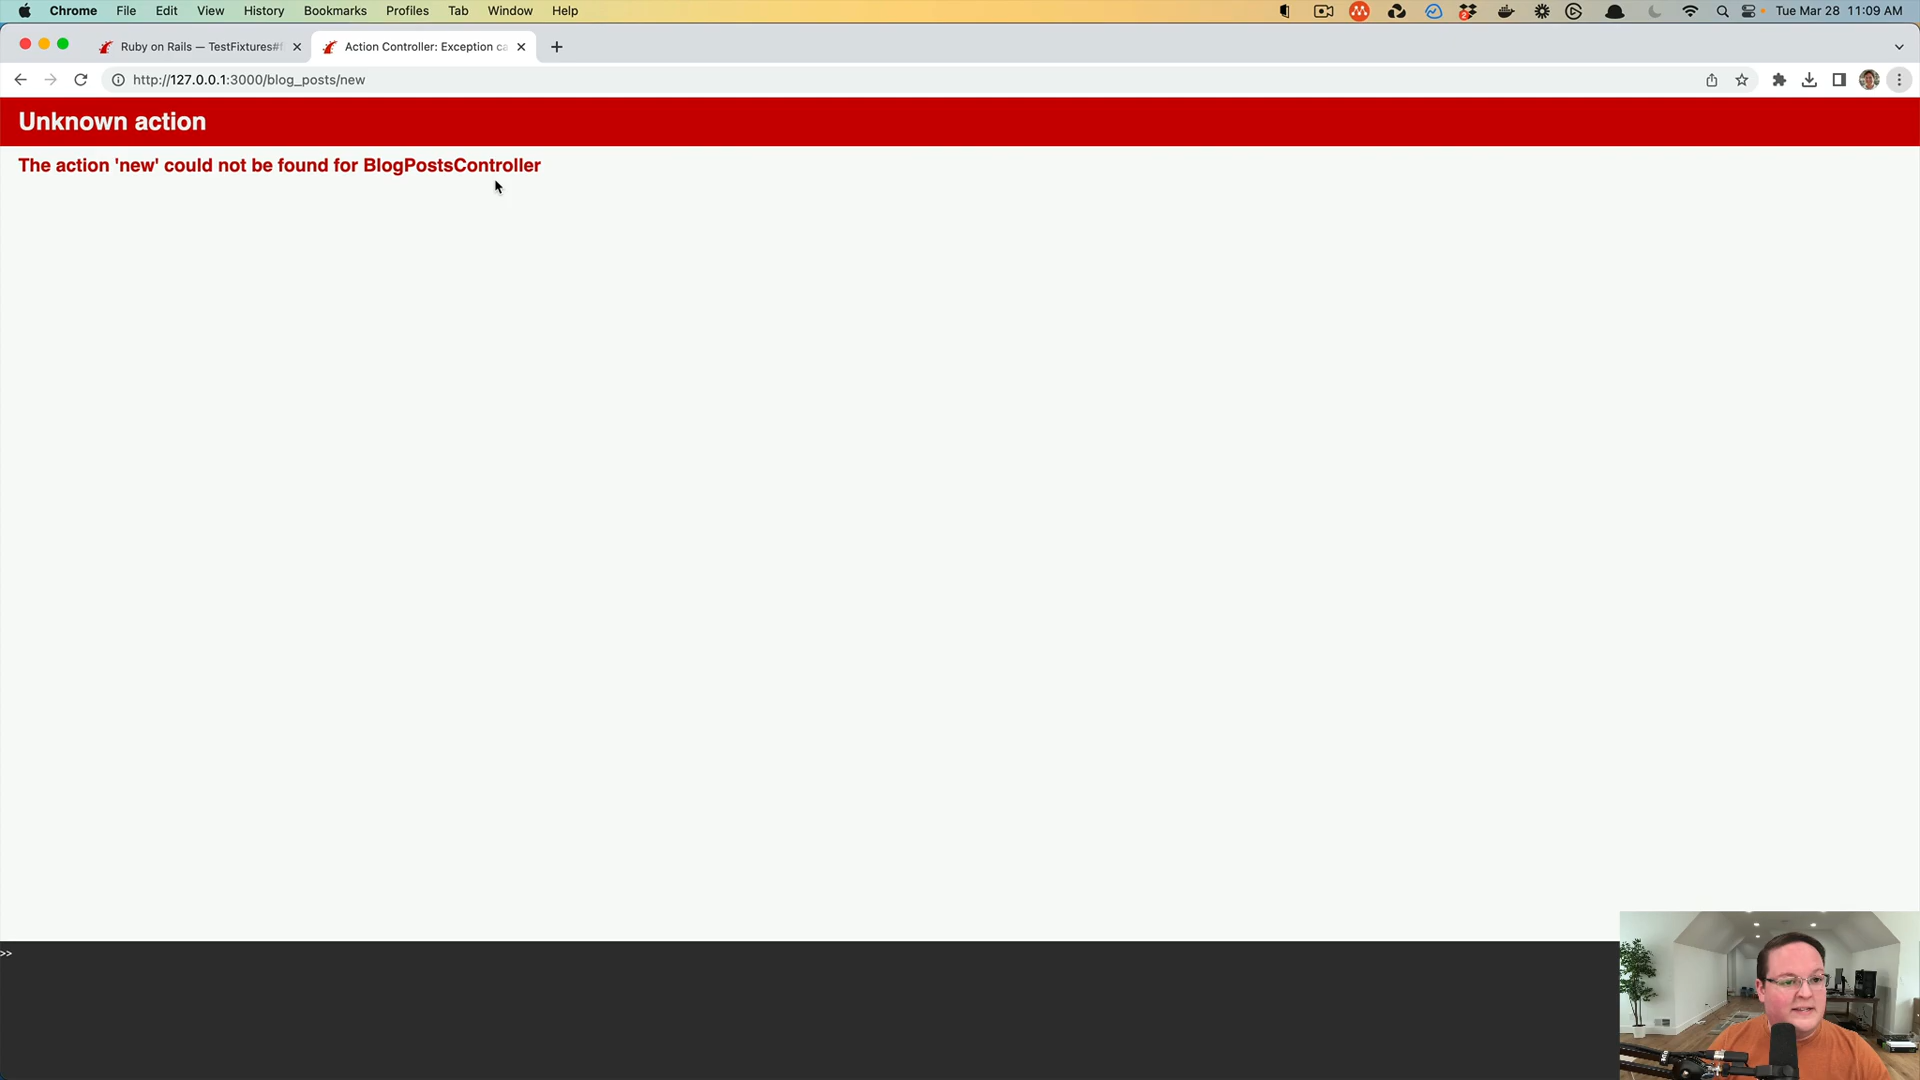 Chrome File Edit View History Bookmarks Profiles Tab Window Help Tue Mar 28 11:09 AM
Ruby on Rails — TestFixtures#f Action Controller: Exception ca
http://127.0.0.1:3000/blog_posts/new
Unknown action
The action 'new' could not be found for BlogPostsController
>>